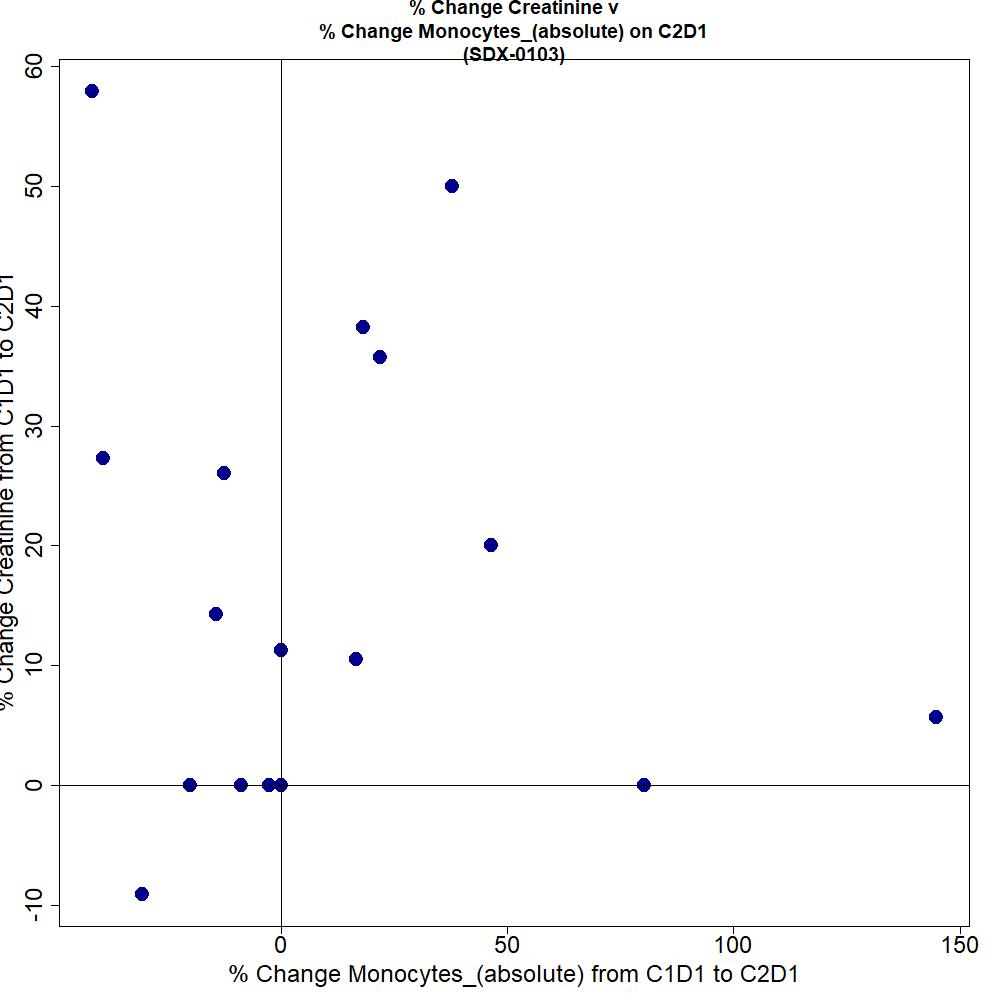 % Change Creatinine v
% Change Monocytes_(absolute) on C2D1
(SDX-0103)
% Change Creatinine from C1D1 to C2D1
60
50
40
30
20
10
0
-10
0
50
100
150
% Change Monocytes_(absolute) from C1D1 to C2D1